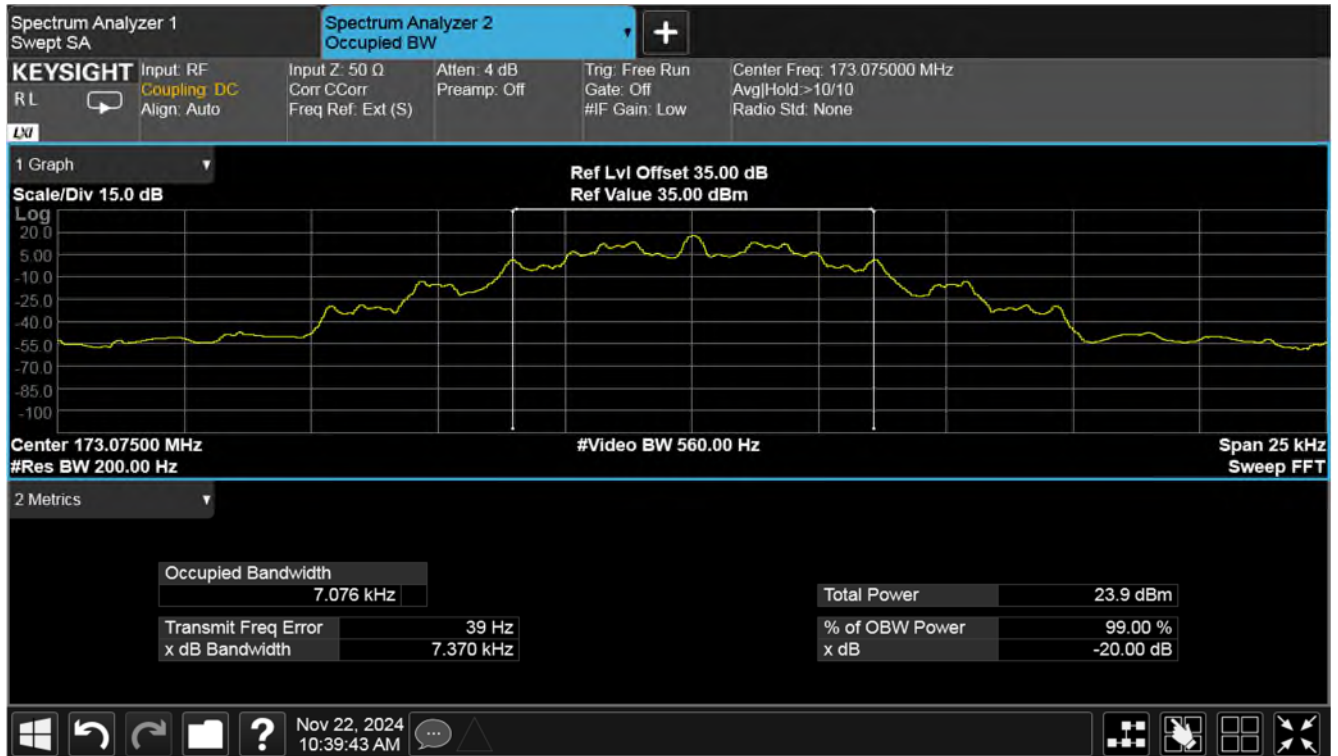 Spectrum Analyzer 1
Swept SA
Spectrum Analyzer 2
Occupied BW
KEYSIGHT
R L
LXI
Input: RF
Coupling: DC
Align: Auto
Input Z: 50 Ω
Corr CCorr
Freq Ref: Ext (S)
Atten: 4 dB
Preamp: Off
Trig: Free Run
Gate: Off
#IF Gain: Low
Center Freq: 173.075000 MHz
Avg|Hold:>10/10
Radio Std: None
1 Graph
Scale/Div 15.0 dB
Ref Lvl Offset 35.00 dB
Ref Value 35.00 dBm
Log
20.0
5.00
-10.0
-25.0
-40.0
-55.0
-70.0
-85.0
-100
Center 173.07500 MHz
#Res BW 200.00 Hz
#Video BW 560.00 Hz
Span 25 kHz
Sweep FFT
2 Metrics
Occupied Bandwidth
7.076 kHz
Transmit Freq Error 39 Hz
x dB Bandwidth 7.370 kHz
Total Power 23.9 dBm
% of OBW Power 99.00 %
x dB -20.00 dB
?
Nov 22, 2024
10:39:43 AM